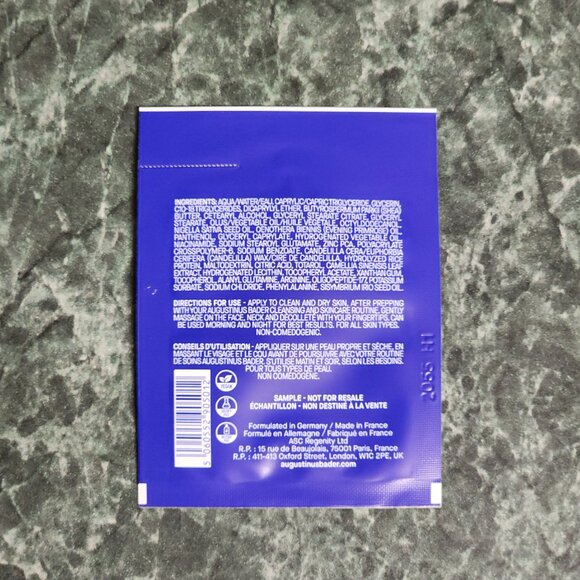 INGREDIENTS: AQUA/WATER/EAU, CAPRYLIC/CAPRIC TRIGLYCERIDE, GLYCERIN,
C10-18 TRIGLYCERIDES, DICAPRYLYL ETHER, BUTYROSPERMUM PARKII (SHEA)
BUTTER, CETEARYL ALCOHOL, GLYCERYL STEARATE CITRATE, GLYCERYL
STEARATE, OLUS/VEGETABLE OIL/HUILE VEGETALE, OCTYLDODECANOL,
NIGELLA SATIVA SEED OIL, OENOTHERA BIENNIS (EVENING PRIMROSE) OIL,
PANTHENOL, GLYCERYL CAPRYLATE, HYDROGENATED VEGETABLE OIL,
NIACINAMIDE, SODIUM STEAROYL GLUTAMATE, ZINC PCA, POLYACRYLATE
CROSSPOLYMER-6, SODIUM BENZOATE, CANDELILLA CERA/EUPHORBIA
CERIFERA (CANDELILLA) WAX/CIRE DE CANDELILLA, HYDROLYZED RICE
PROTEIN, MALTODEXTRIN, CITRIC ACID, TOTAROL, CAMELLIA SINENSIS LEAF
EXTRACT, HYDROGENATED LECITHIN, TOCOPHERYL ACETATE, XANTHAN GUM,
TOCOPHEROL, ALANYL GLUTAMINE, ARGININE, OLIGOPEPTIDE-177, POTASSIUM
SORBATE, SODIUM CHLORIDE, PHENYLALANINE, SISYMBRIUM IRIO SEED OIL.
DIRECTIONS FOR USE - APPLY TO CLEAN AND DRY SKIN, AFTER PREPPING
WITH YOUR AUGUSTINUS BADER CLEANSING AND SKINCARE ROUTINE. GENTLY
MASSAGE ON THE FACE, NECK AND DÉCOLLETÉ WITH YOUR FINGERTIPS. CAN
BE USED MORNING AND NIGHT FOR BEST RESULTS. FOR ALL SKIN TYPES.
NON-COMEDOGENIC.
CONSEILS D'UTILISATION - APPLIQUER SUR UNE PEAU PROPRE ET SÈCHE, EN
MASSANT LE VISAGE ET LE COU AVANT DE POURSUIVRE AVEC VOTRE ROUTINE
DE SOINS AUGUSTINUS BADER. S'UTILISE MATIN ET SOIR, SELON LES BESOINS.
POUR TOUS TYPES DE PEAU.
NON COMÉDOGÈNE.
VEGAN
SAMPLE - NOT FOR RESALE
ÉCHANTILLON - NON DESTINÉ À LA VENTE
Formulated in Germany / Made in France
Formulé en Allemagne / Fabriqué en France
ASC Regenity Ltd
R.P. : 15 rue de Beaujolais, 75001 Paris, France
R.P. : 411-413 Oxford Street, London, W1C 2PE, UK
augustinusbader.com